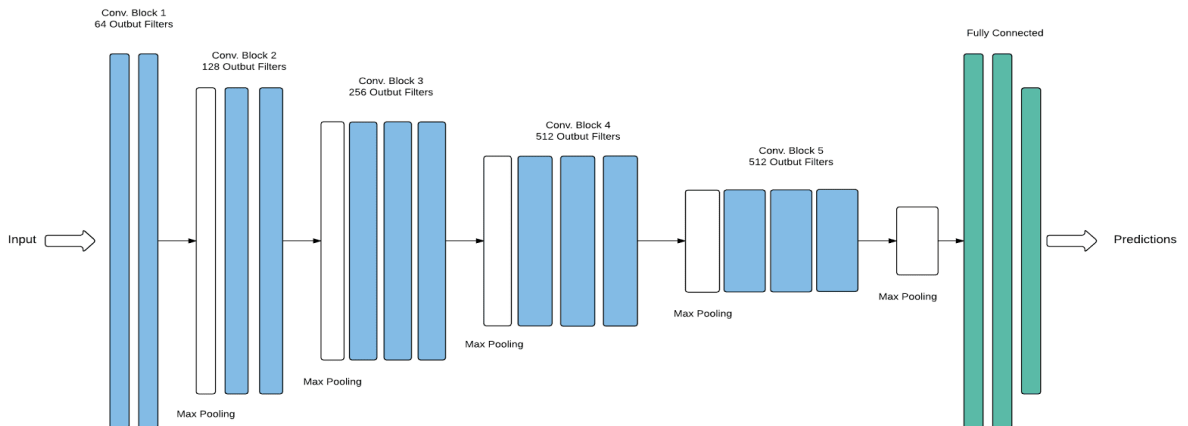 Conv. Block 1
64 Outbut Filters
Conv. Block 2
128 Outbut Filters
Conv. Block 3
256 Outbut Filters
Conv. Block 4
512 Outbut Filters
Conv. Block 5
512 Outbut Filters
Fully Connected
Input
Predictions
Max Pooling
Max Pooling
Max Pooling
Max Pooling
Max Pooling